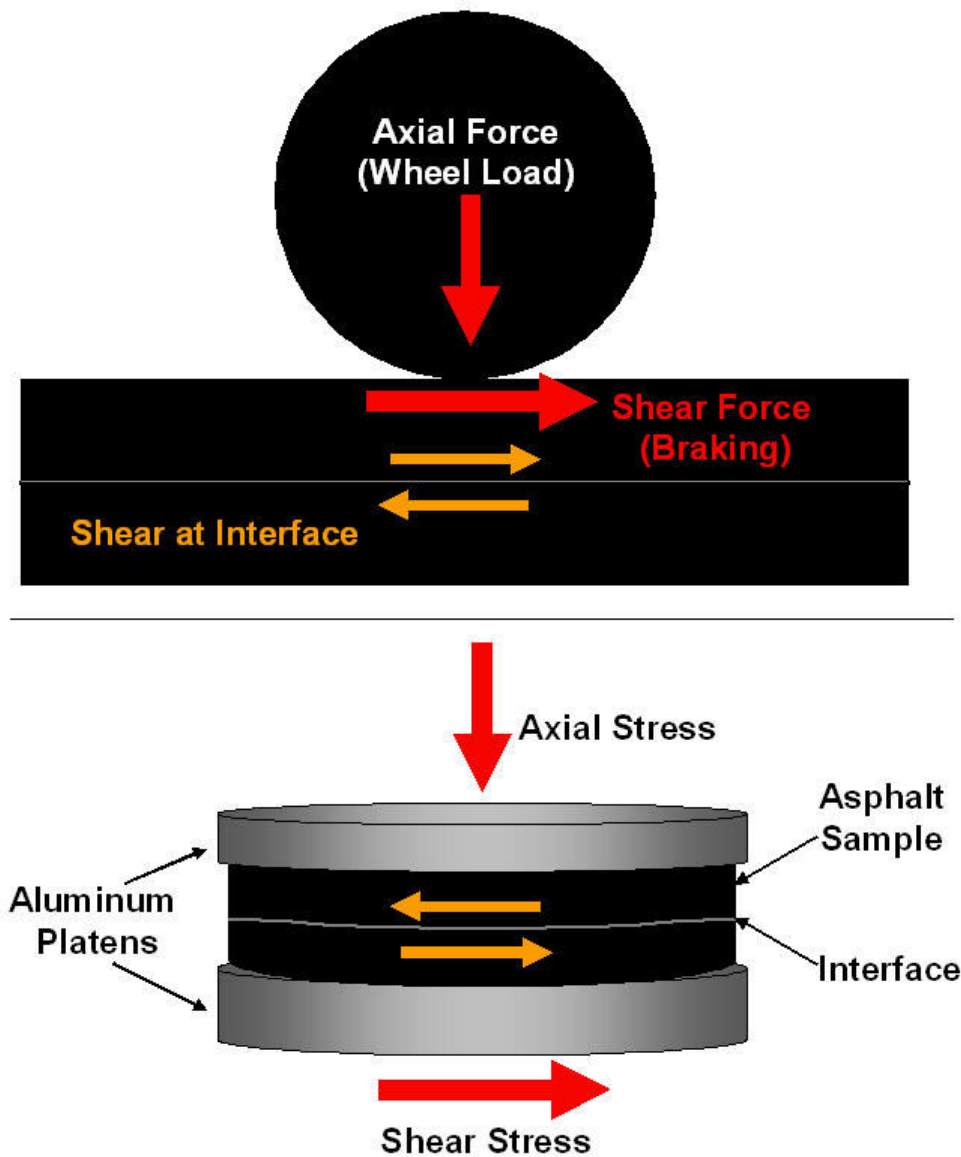 Axial Force
(Wheel Load)
Shear Force
(Braking)
Shear at Interface
Axial Stress
Asphalt
Sample
Aluminum
Platens
Interface
Shear Stress